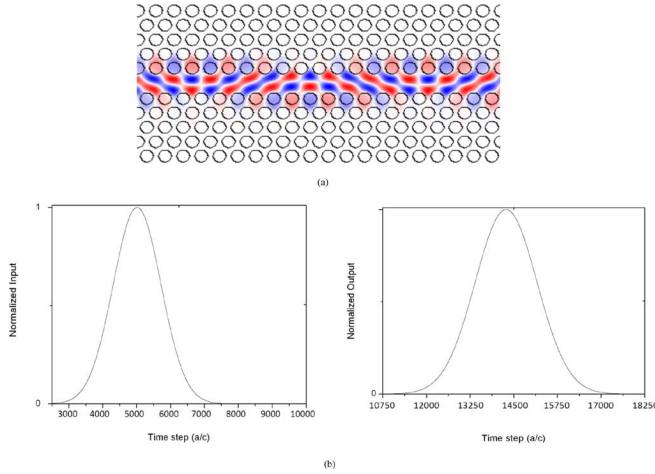 (a)
1
Normalized Input
0
3000 4000 5000 6000 7000 8000 9000 10000
Time step (a/c)
Normalized Output
0
10750 12000 13250 14500 15750 17000 18250
Time step (a/c)
(b)